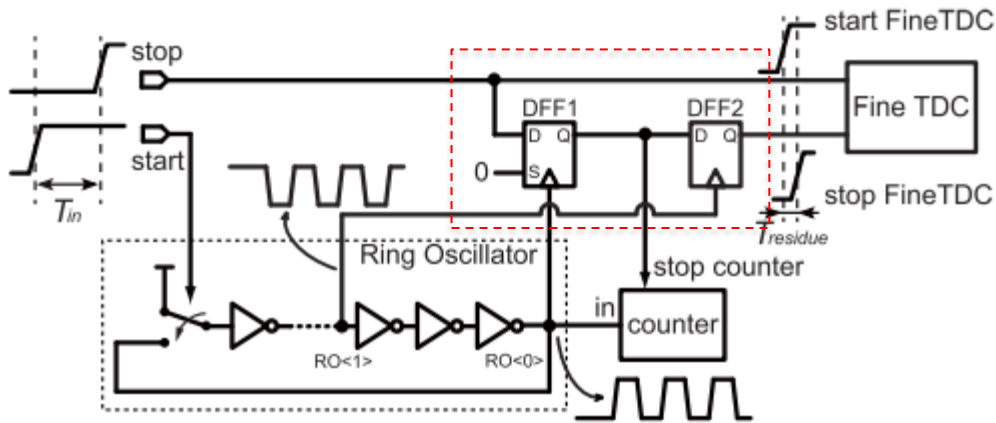 start FineTDC
stop
DFF1
DFF2
Fine TDC
D Q
D Q
start
0
S
stop FineTDC
Tin
Tresidue
Ring Oscillator
stop counter
in
counter
RO<1>
RO<0>